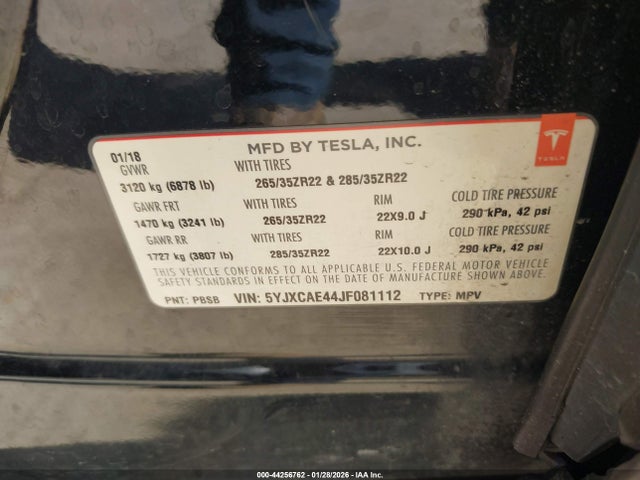 MFD BY TESLA, INC.
TESLA
01/18
GVWR WITH TIRES
3120 kg (6878 lb) 265/35ZR22 & 285/35ZR22
GAWR FRT WITH TIRES RIM COLD TIRE PRESSURE
1470 kg (3241 lb) 265/35ZR22 22X9.0 J 290 kPa, 42 psi
GAWR RR WITH TIRES RIM COLD TIRE PRESSURE
1727 kg (3807 lb) 285/35ZR22 22X10.0 J 290 kPa, 42 psi
THIS VEHICLE CONFORMS TO ALL APPLICABLE U.S. FEDERAL MOTOR VEHICLE
SAFETY STANDARDS IN EFFECT ON THE DATE OF MANUFACTURE SHOWN ABOVE.
PNT: PBSB VIN: 5YJXCAE44JF081112 TYPE: MPV
000-44256762 - 01/28/2026 - IAA Inc.